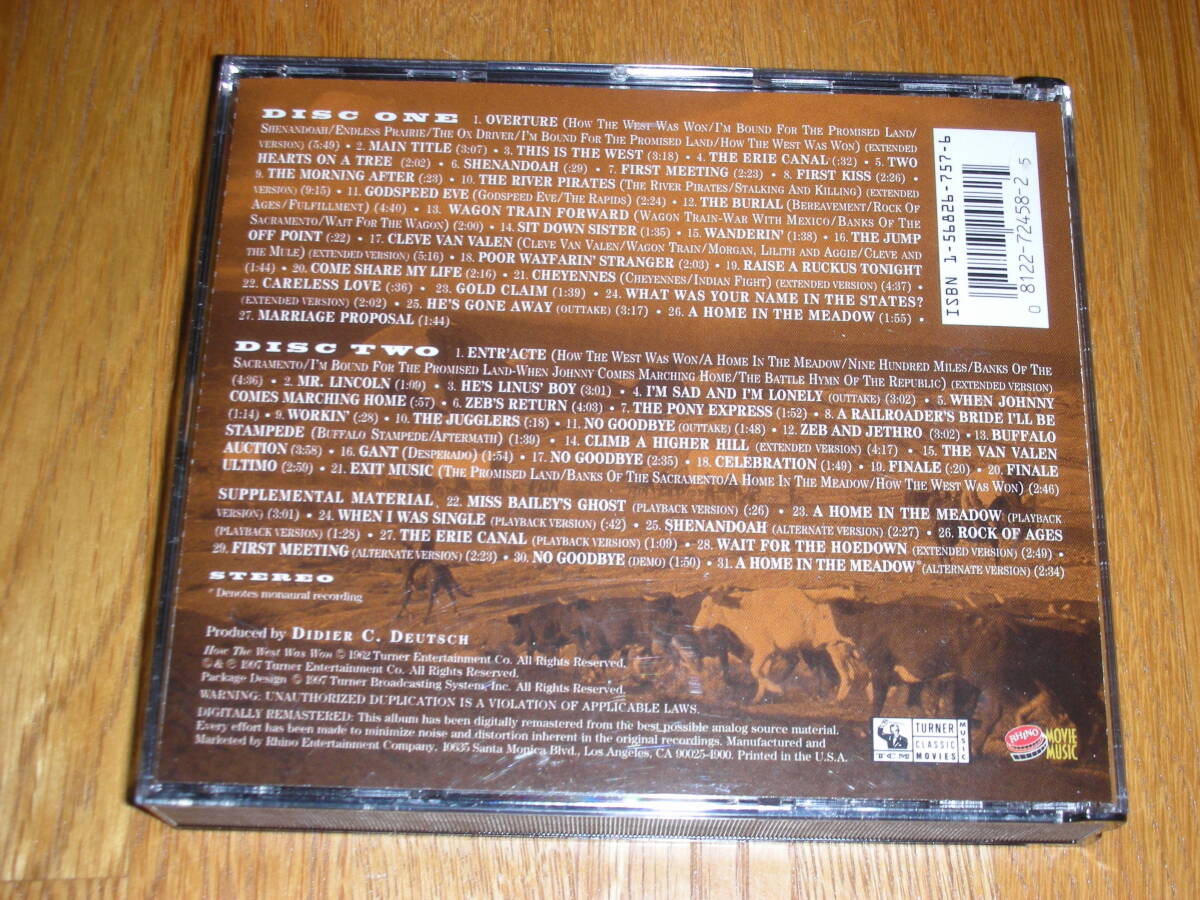 DISC ONE 1. OVERTURE (HOW THE WEST WAS WON/I'M BOUND FOR THE PROMISED LAND/
SHENANDOAH/ENDLESS PRAIRIE/THE OX DRIVER/I'M BOUND FOR THE PROMISED LAND/HOW THE WEST WAS WON) (EXTENDED
VERSION) (5:49) • 2. MAIN TITLE (3:07) • 3. THIS IS THE WEST (3:18) • 4. THE ERIE CANAL (:32) • 5. TWO
HEARTS ON A TREE (2:02) • 6. SHENANDOAH (:29) • 7. FIRST MEETING (2:23) • 8. FIRST KISS (2:26) •
9. THE MORNING AFTER (:23) • 10. THE RIVER PIRATES (THE RIVER PIRATES/STALKING AND KILLING) (EXTENDED
VERSION) (9:15) • 11. GODSPEED EVE (GODSPEED EVE/THE RAPIDS) (2:24) • 12. THE BURIAL (BEREAVEMENT/ROCK OF
AGES/FULFILLMENT) (4:40) • 13. WAGON TRAIN FORWARD (WAGON TRAIN-WAR WITH MEXICO/BANKS OF THE
SACRAMENTO/WAIT FOR THE WAGON) (2:00) • 14. SIT DOWN SISTER (1:35) • 15. WANDERIN' (1:38) • 16. THE JUMP
OFF POINT (:22) • 17. CLEVE VAN VALEN (CLEVE VAN VALEN/WAGON TRAIN/MORGAN, LILITH AND AGGIE/CLEVE AND
THE MULE) (EXTENDED VERSION) (5:16) • 18. POOR WAYFARIN' STRANGER (2:03) • 19. RAISE A RUCKUS TONIGHT
(1:44) • 20. COME SHARE MY LIFE (2:16) • 21. CHEYENNES (CHEYENNES/INDIAN FIGHT) (EXTENDED VERSION) (4:37) •
22. CARELESS LOVE (:36) • 23. GOLD CLAIM (1:39) • 24. WHAT WAS YOUR NAME IN THE STATES?
(EXTENDED VERSION) (2:02) • 25. HE'S GONE AWAY (OUTTAKE) (3:17) • 26. A HOME IN THE MEADOW (1:55) •
27. MARRIAGE PROPOSAL (1:44)
ISBN 1-56826-757-6
0 8122-72458-2 5
DISC TWO 1. ENTR'ACTE (HOW THE WEST WAS WON/A HOME IN THE MEADOW/NINE HUNDRED MILES/BANKS OF THE
SACRAMENTO/I'M BOUND FOR THE PROMISED LAND-WHEN JOHNNY COMES MARCHING HOME/THE BATTLE HYMN OF THE REPUBLIC) (EXTENDED VERSION)
(4:36) • 2. MR. LINCOLN (1:09) • 3. HE'S LINUS' BOY (3:01) • 4. I'M SAD AND I'M LONELY (OUTTAKE) (3:02) • 5. WHEN JOHNNY
COMES MARCHING HOME (:57) • 6. ZEB'S RETURN (4:03) • 7. THE PONY EXPRESS (1:52) • 8. A RAILROADER'S BRIDE I'LL BE
(1:14) • 9. WORKIN' (:28) • 10. THE JUGGLERS (:18) • 11. NO GOODBYE (OUTTAKE) (1:48) • 12. ZEB AND JETHRO (3:02) • 13. BUFFALO
STAMPEDE (BUFFALO STAMPEDE/AFTERMATH) (1:39) • 14. CLIMB A HIGHER HILL (EXTENDED VERSION) (4:17) • 15. THE VAN VALEN
AUCTION (3:58) • 16. GANT (DESPERADO) (1:54) • 17. NO GOODBYE (2:35) • 18. CELEBRATION (1:49) • 19. FINALE (:20) • 20. FINALE
ULTIMO (2:59) • 21. EXIT MUSIC (THE PROMISED LAND/BANKS OF THE SACRAMENTO/A HOME IN THE MEADOW/HOW THE WEST WAS WON) (2:46)
SUPPLEMENTAL MATERIAL 22. MISS BAILEY'S GHOST (PLAYBACK VERSION) (:26) • 23. A HOME IN THE MEADOW (PLAYBACK
VERSION) (3:01) • 24. WHEN I WAS SINGLE (PLAYBACK VERSION) (:42) • 25. SHENANDOAH (ALTERNATE VERSION) (2:27) • 26. ROCK OF AGES
(PLAYBACK VERSION) (1:28) • 27. THE ERIE CANAL (PLAYBACK VERSION) (1:09) • 28. WAIT FOR THE HOEDOWN (EXTENDED VERSION) (2:49) •
29. FIRST MEETING (ALTERNATE VERSION) (2:23) • 30. NO GOODBYE (DEMO) (1:50) • 31. A HOME IN THE MEADOW* (ALTERNATE VERSION) (2:34)
STEREO
* Denotes monaural recording
Produced by DIDIER C. DEUTSCH
How The West Was Won © 1962 Turner Entertainment Co. All Rights Reserved.
© & ℗ 1997 Turner Entertainment Co. All Rights Reserved.
Package Design © 1997 Turner Broadcasting System, Inc. All Rights Reserved.
WARNING: UNAUTHORIZED DUPLICATION IS A VIOLATION OF APPLICABLE LAWS.
DIGITALLY REMASTERED: This album has been digitally remastered from the best possible analog source material.
Every effort has been made to minimize noise and distortion inherent in the original recordings. Manufactured and
Marketed by Rhino Entertainment Company, 10635 Santa Monica Blvd., Los Angeles, CA 90025-4900. Printed in the U.S.A.
TCM
TURNER
CLASSIC
MOVIES
MUSIC
RHINO
MOVIE
MUSIC